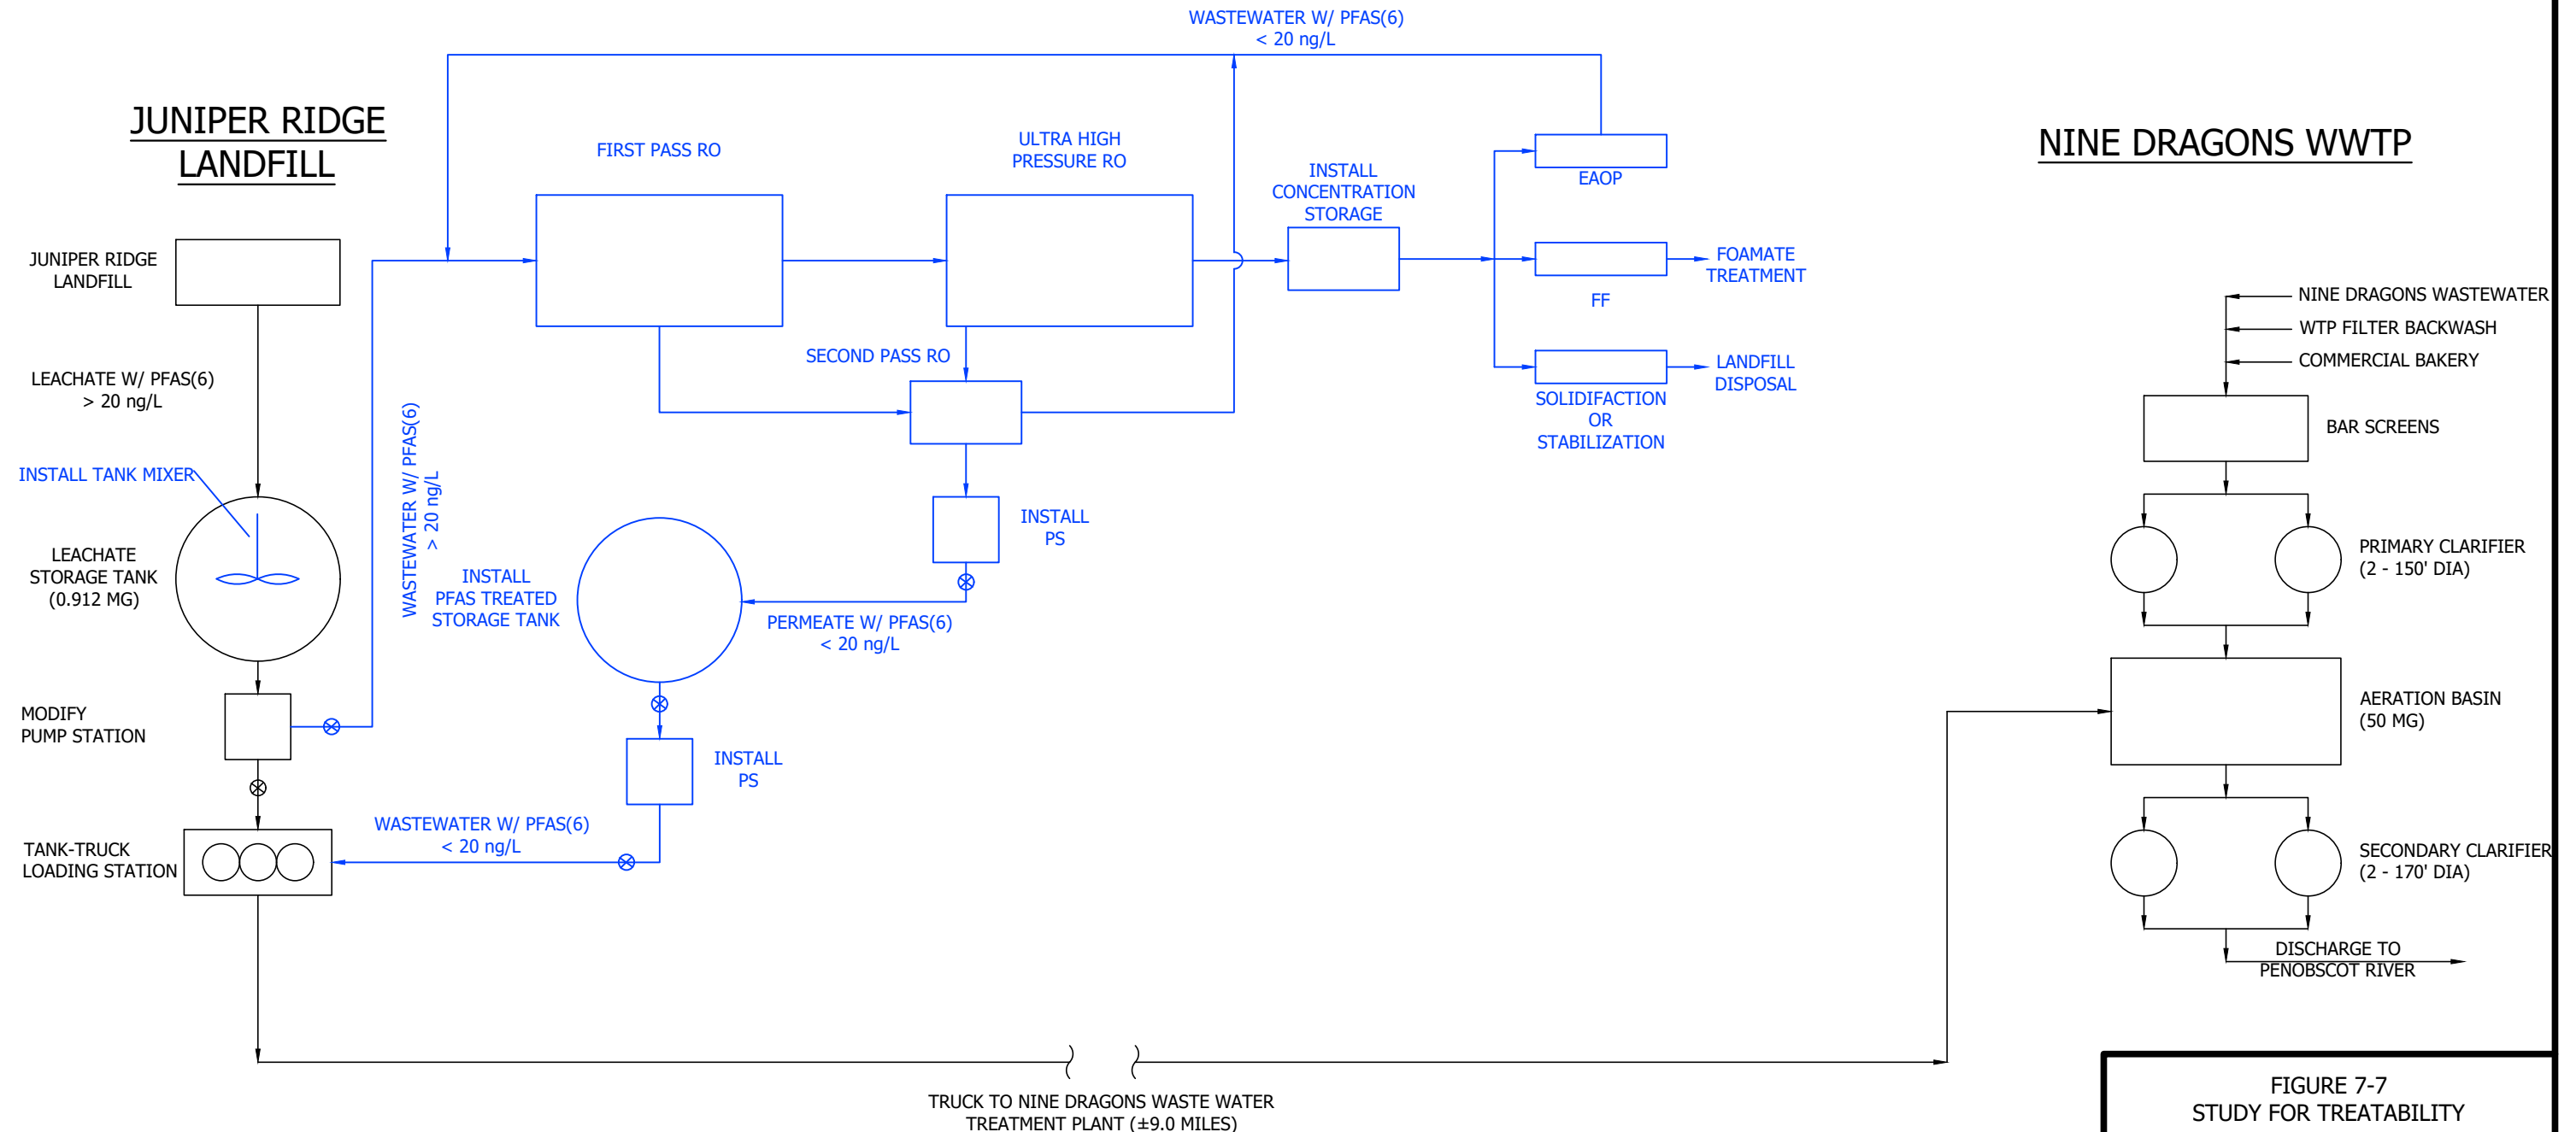 WASTEWATER W/ PFAS(6)
< 20 ng/L
JUNIPER RIDGE
LANDFILL
FIRST PASS RO
ULTRA HIGH
PRESSURE RO
INSTALL
CONCENTRATION
STORAGE
EAOP
NINE DRAGONS WWTP
JUNIPER RIDGE
LANDFILL
FOAMATE
TREATMENT
FF
NINE DRAGONS WASTEWATER
WTP FILTER BACKWASH
COMMERCIAL BAKERY
SECOND PASS RO
LANDFILL
DISPOSAL
SOLIDIFACTION
OR
STABILIZATION
LEACHATE W/ PFAS(6)
> 20 ng/L
BAR SCREENS
INSTALL TANK MIXER
WASTEWATER W/ PFAS(6)
> 20 ng/L
INSTALL
PS
LEACHATE
STORAGE TANK
(0.912 MG)
INSTALL
PFAS TREATED
STORAGE TANK
PRIMARY CLARIFIER
(2 - 150' DIA)
PERMEATE W/ PFAS(6)
< 20 ng/L
MODIFY
PUMP STATION
INSTALL
PS
AERATION BASIN
(50 MG)
TANK-TRUCK
LOADING STATION
WASTEWATER W/ PFAS(6)
< 20 ng/L
SECONDARY CLARIFIER
(2 - 170' DIA)
DISCHARGE TO
PENOBSCOT RIVER
TRUCK TO NINE DRAGONS WASTE WATER
TREATMENT PLANT (±9.0 MILES)
FIGURE 7-7
STUDY FOR TREATABILITY